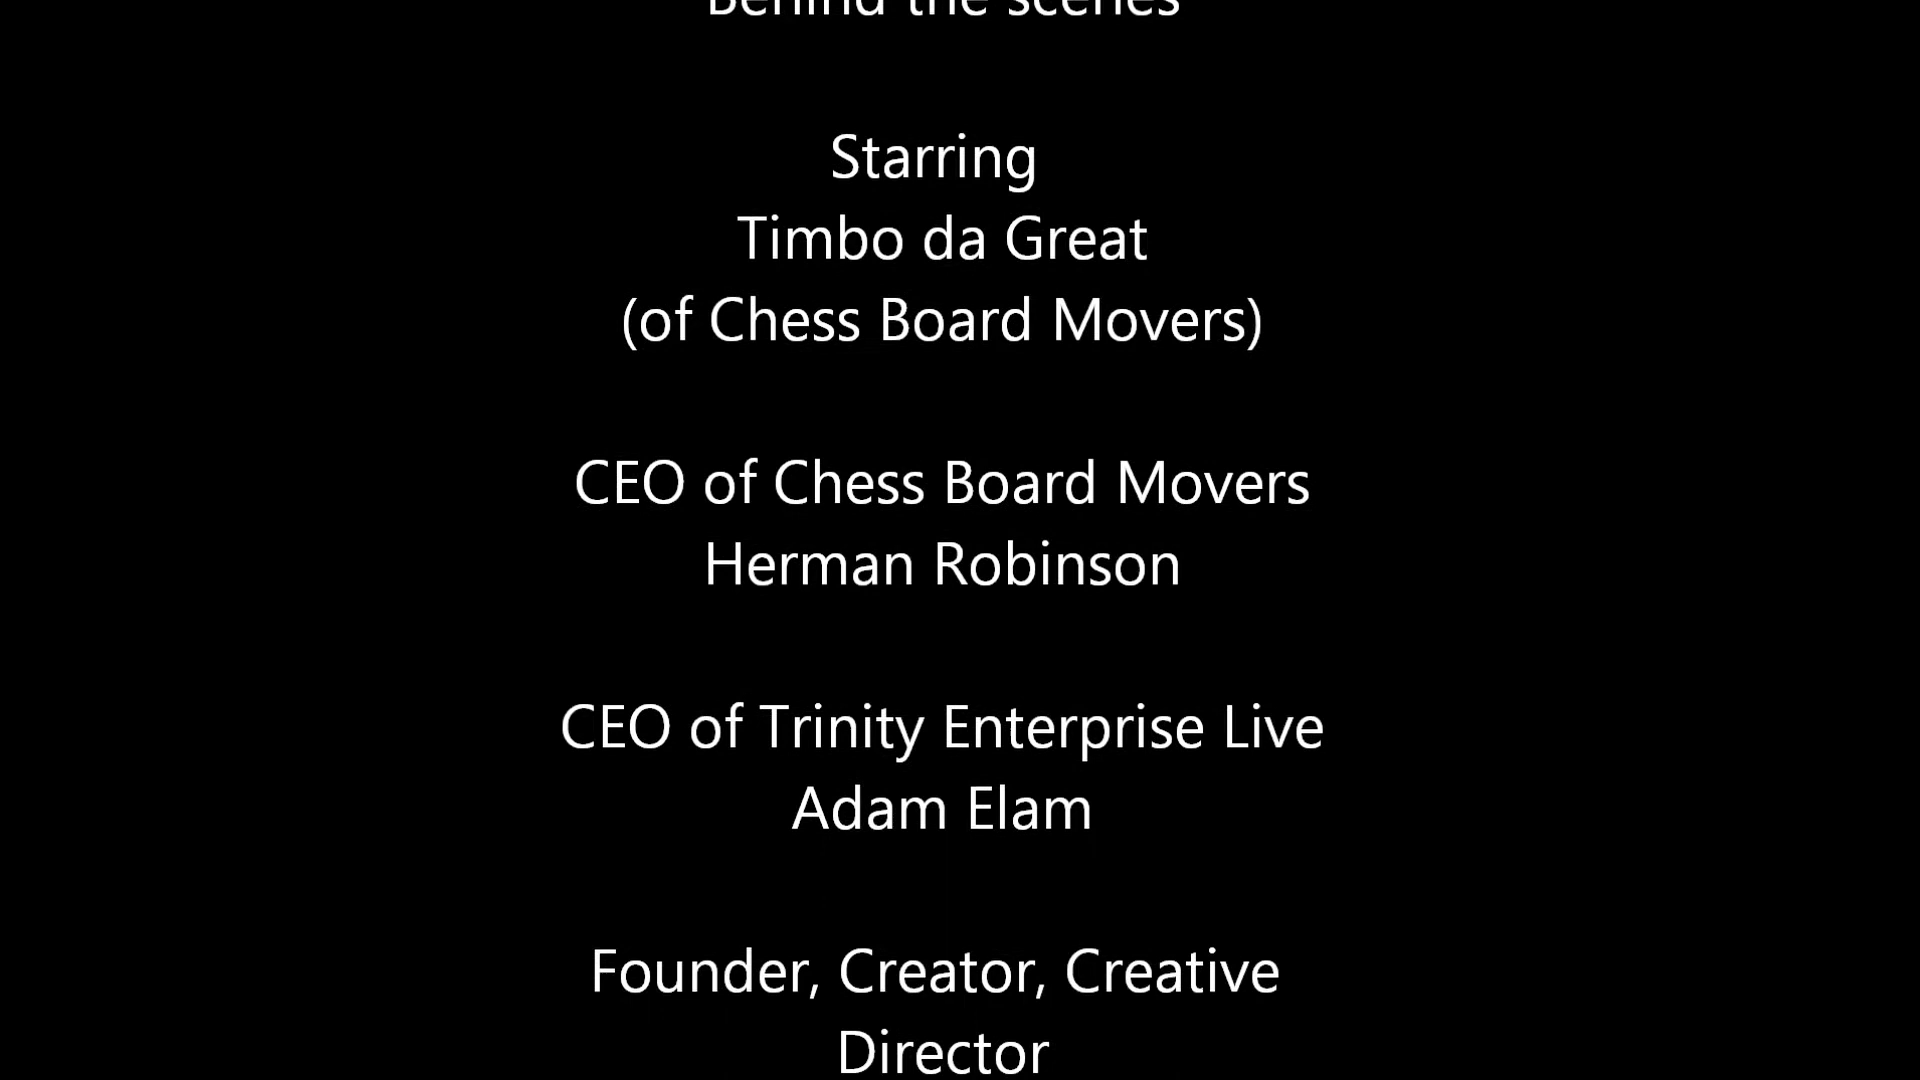 Behind the scenes
Starring
Timbo da Great
(of Chess Board Movers)
CEO of Chess Board Movers
Herman Robinson
CEO of Trinity Enterprise Live
Adam Elam
Founder, Creator, Creative
Director